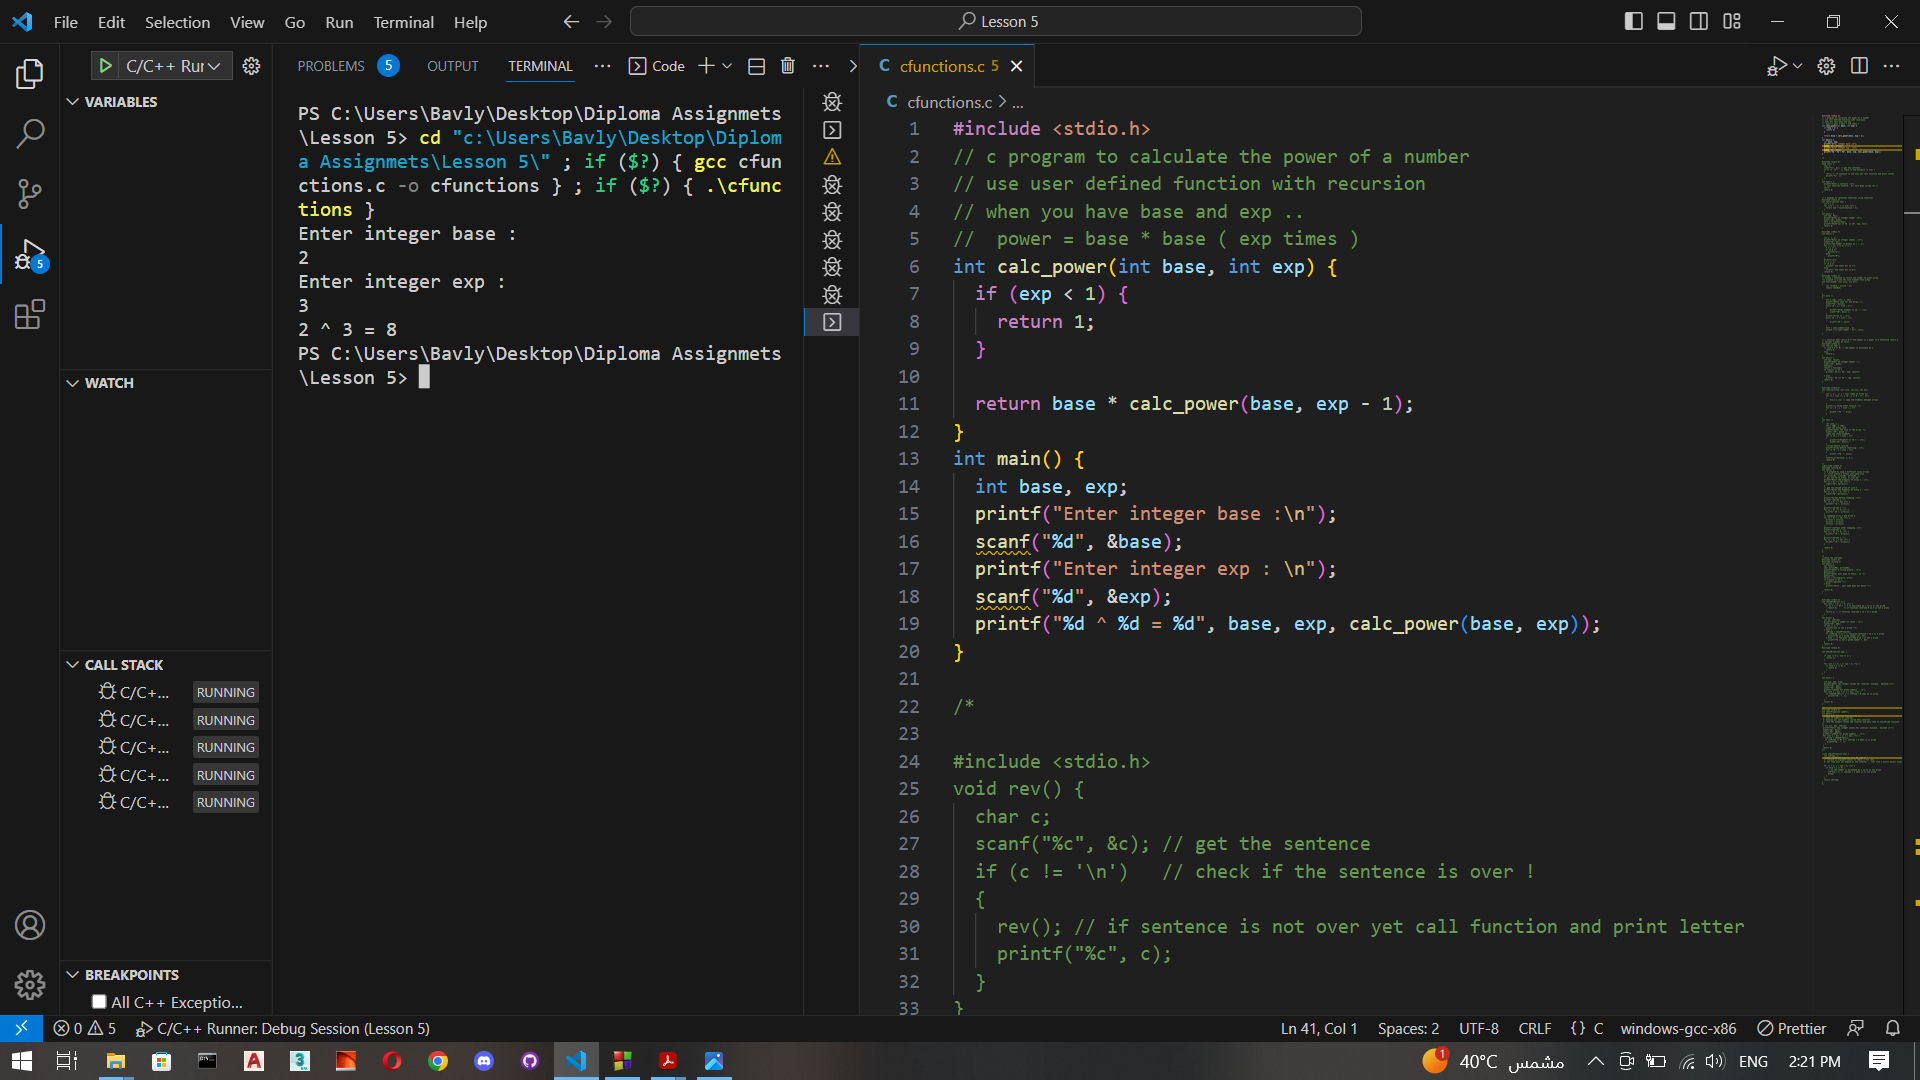 File Edit Selection View Go Run Terminal Help
Lesson 5
C/C++ Rur
VARIABLES
WATCH
CALL STACK
C/C+... RUNNING
C/C+... RUNNING
C/C+... RUNNING
C/C+... RUNNING
C/C+... RUNNING
BREAKPOINTS
All C++ Exceptio...
5
PROBLEMS 5 OUTPUT TERMINAL Code
PS C:\Users\Bavly\Desktop\Diploma Assignmets
\Lesson 5> cd "c:\Users\Bavly\Desktop\Diplom
a Assignmets\Lesson 5\" ; if ($?) { gcc cfun
ctions.c -o cfunctions } ; if ($?) { .\cfunc
tions }
Enter integer base :
2
Enter integer exp :
3
2 ^ 3 = 8
PS C:\Users\Bavly\Desktop\Diploma Assignmets
\Lesson 5>
C cfunctions.c 5
C cfunctions.c > ...
1 #include <stdio.h>
2 // c program to calculate the power of a number
3 // use user defined function with recursion
4 // when you have base and exp ..
5 //  power = base * base ( exp times )
6 int calc_power(int base, int exp) {
7   if (exp < 1) {
8     return 1;
9   }
10
11   return base * calc_power(base, exp - 1);
12 }
13 int main() {
14   int base, exp;
15   printf("Enter integer base :\n");
16   scanf("%d", &base);
17   printf("Enter integer exp : \n");
18   scanf("%d", &exp);
19   printf("%d ^ %d = %d", base, exp, calc_power(base, exp));
20 }
21
22 /*
23
24 #include <stdio.h>
25 void rev() {
26   char c;
27   scanf("%c", &c); // get the sentence
28   if (c != '\n')   // check if the sentence is over !
29   {
30     rev(); // if sentence is not over yet call function and print letter
31     printf("%c", c);
32   }
33 }
0 5 C/C++ Runner: Debug Session (Lesson 5)
Ln 41, Col 1 Spaces: 2 UTF-8 CRLF {} C windows-gcc-x86 Prettier
1 40°C مشمس ENG 2:21 PM